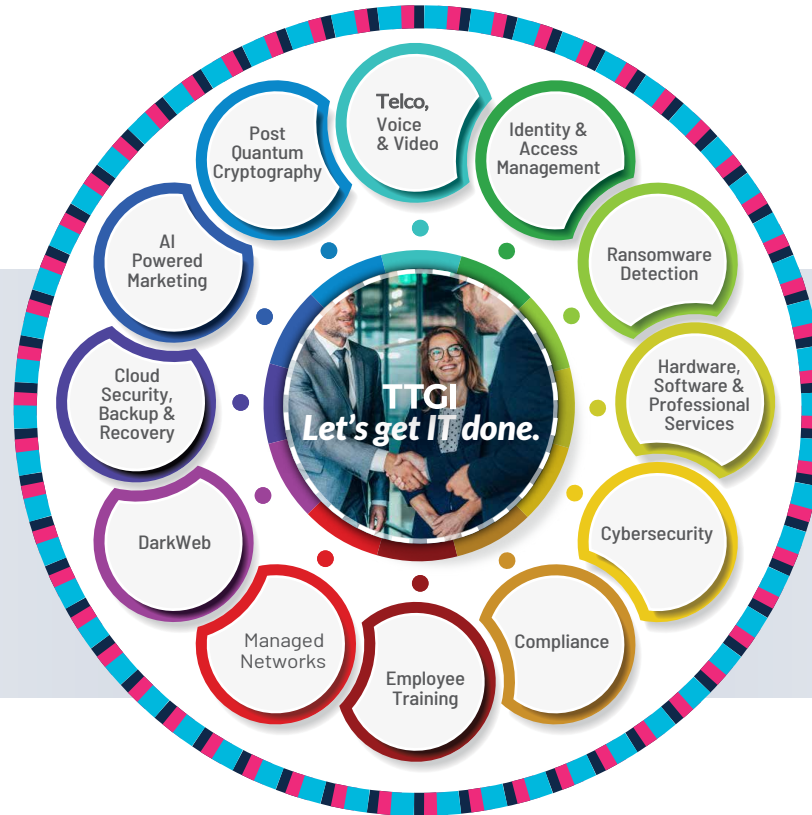 Telco,
Voice
& Video
Identity &
Access
Management
Ransomware
Detection
Hardware,
Software &
Professional
Services
Cybersecurity
Compliance
Employee
Training
Managed
Networks
DarkWeb
Cloud
Security,
Backup &
Recovery
AI
Powered
Marketing
Post
Quantum
Cryptography
TTGI
Let's get IT done.